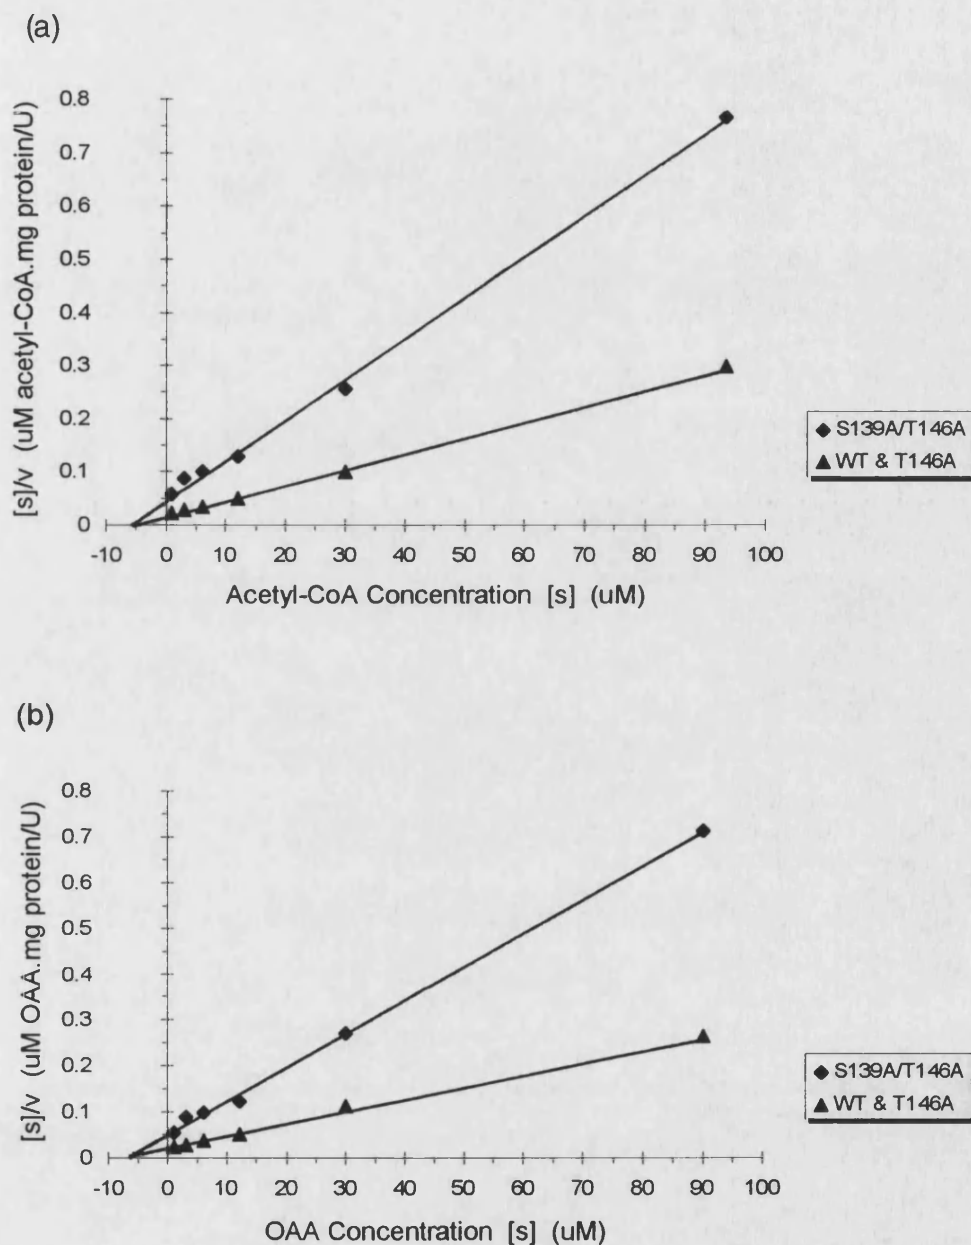 (a)
[s]/v (uM acetyl-CoA.mg protein/U)
0.8
0.7
0.6
0.5
0.4
0.3
0.2
0.1
0
-10 0 10 20 30 40 50 60 70 80 90 100
Acetyl-CoA Concentration [s] (uM)
S139A/T146A
WT & T146A
(b)
[s]/v (uM OAA.mg protein/U)
0.8
0.7
0.6
0.5
0.4
0.3
0.2
0.1
0
-10 0 10 20 30 40 50 60 70 80 90 100
OAA Concentration [s] (uM)
S139A/T146A
WT & T146A